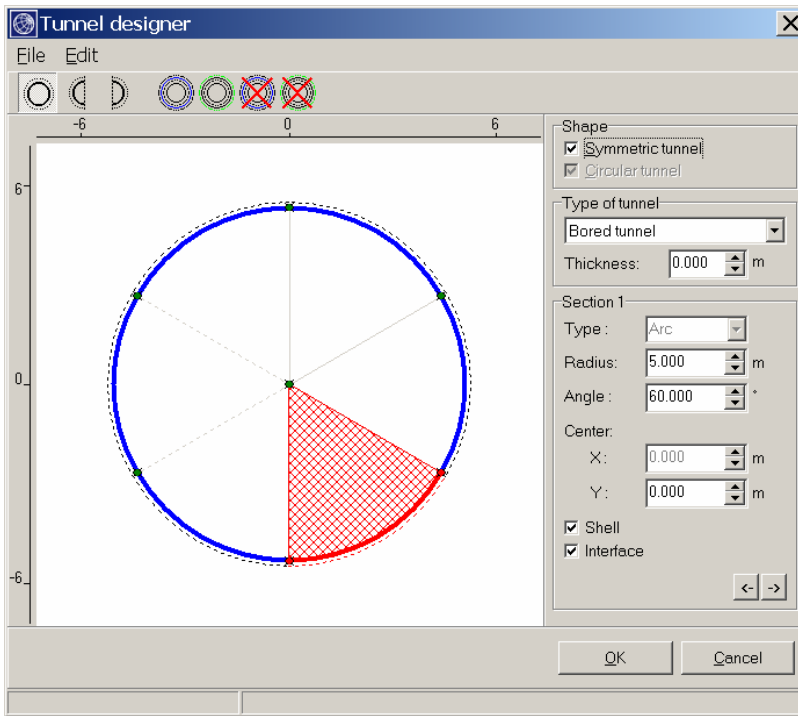 Tunnel designer
File Edit
-6 0 6
6
0
-6
Shape
Symmetric tunnel
Circular tunnel
Type of tunnel
Bored tunnel
Thickness: 0.000 m
Section 1
Type : Arc
Radius: 5.000 m
Angle : 60.000 °
Center:
X: 0.000 m
Y: 0.000 m
Shell
Interface
<- ->
OK Cancel